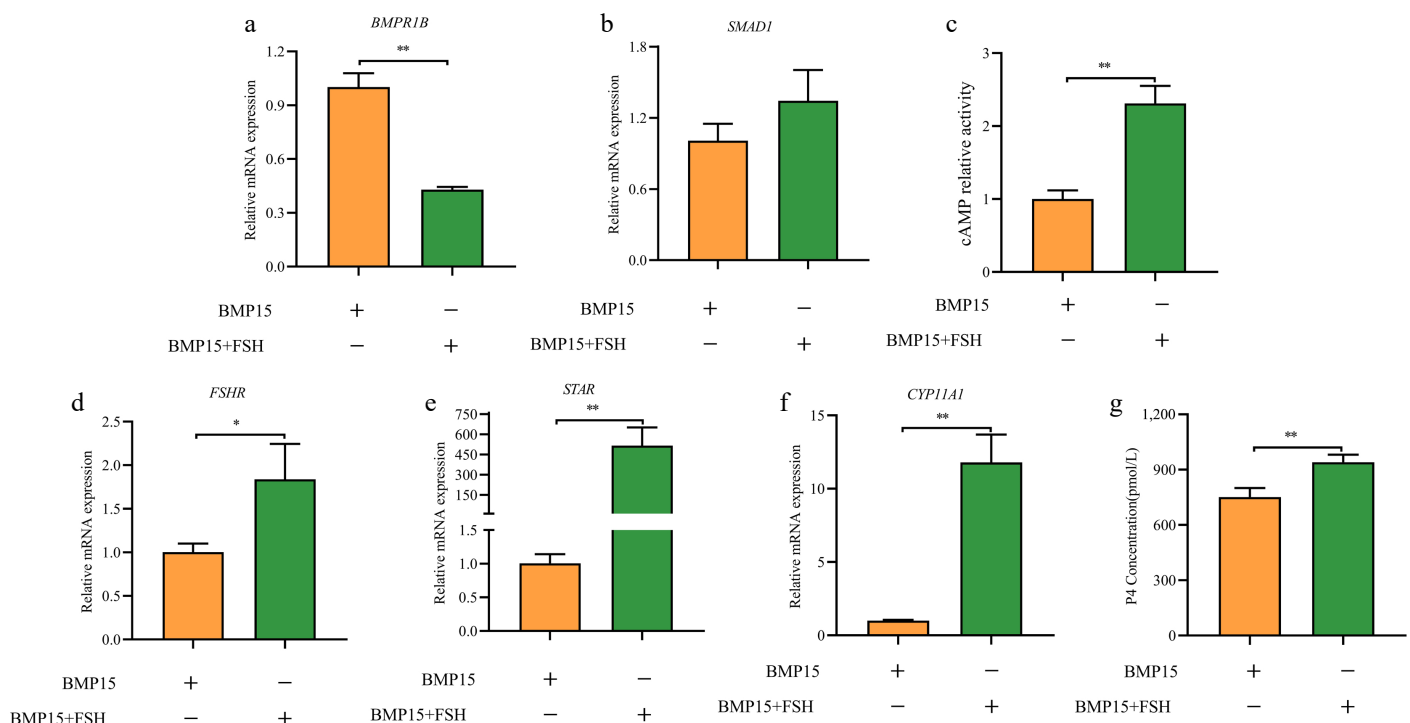 a
BMPR1B
Relative mRNA expression
1.2
0.9
0.6
0.3
0.0
**
BMP15 + −
BMP15+FSH − +
b
SMAD1
Relative mRNA expression
1.8
1.2
0.6
0.0
+ −
BMP15+FSH − +
c
cAMP relative activity
3
2
1
0
**
BMP15 + −
BMP15+FSH − +
d
FSHR
Relative mRNA expression
2.5
2.0
1.5
1.0
0.5
0.0
*
BMP15 + −
BMP15+FSH − +
e
STAR
Relative mRNA expression
750
600
450
300
150
1.5
1.0
0.5
0.0
**
BMP15 + −
BMP15+FSH − +
f
CYP11A1
Relative mRNA expression
15
10
5
0
**
BMP15 + −
BMP15+FSH − +
g
P4 Concentration(pmol/L)
1,200
900
600
300
0
**
BMP15 + −
BMP15+FSH − +